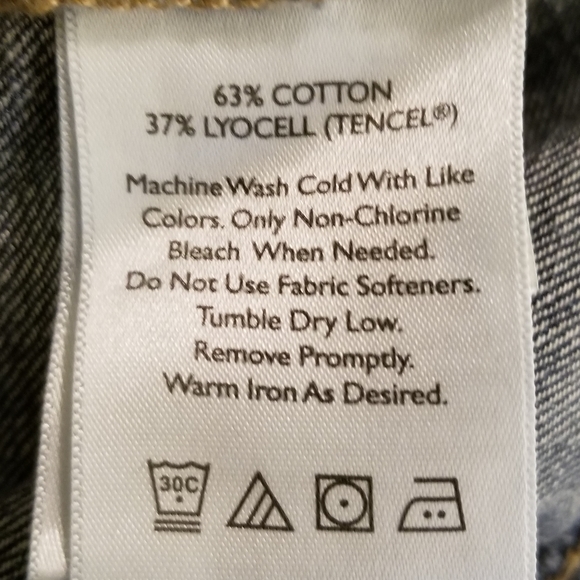 63% COTTON
37% LYOCELL (TENCEL®)
Machine Wash Cold With Like
Colors. Only Non-Chlorine
Bleach When Needed.
Do Not Use Fabric Softeners.
Tumble Dry Low.
Remove Promptly.
Warm Iron As Desired.
30C